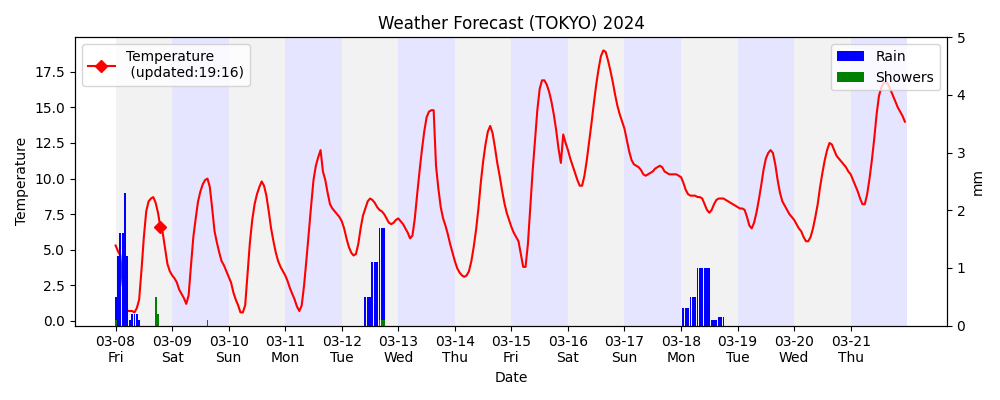 Weather Forecast (TOKYO) 2024
Temperature
(updated:19:16)
Rain
Showers
17.5
15.0
12.5
10.0
7.5
5.0
2.5
0.0
Temperature
5
4
3
2
1
0
mm
03-08 03-09 03-10 03-11 03-12 03-13 03-14 03-15 03-16 03-17 03-18 03-19 03-20 03-21
Fri Sat Sun Mon Tue Wed Thu Fri Sat Sun Mon Tue Wed Thu
Date